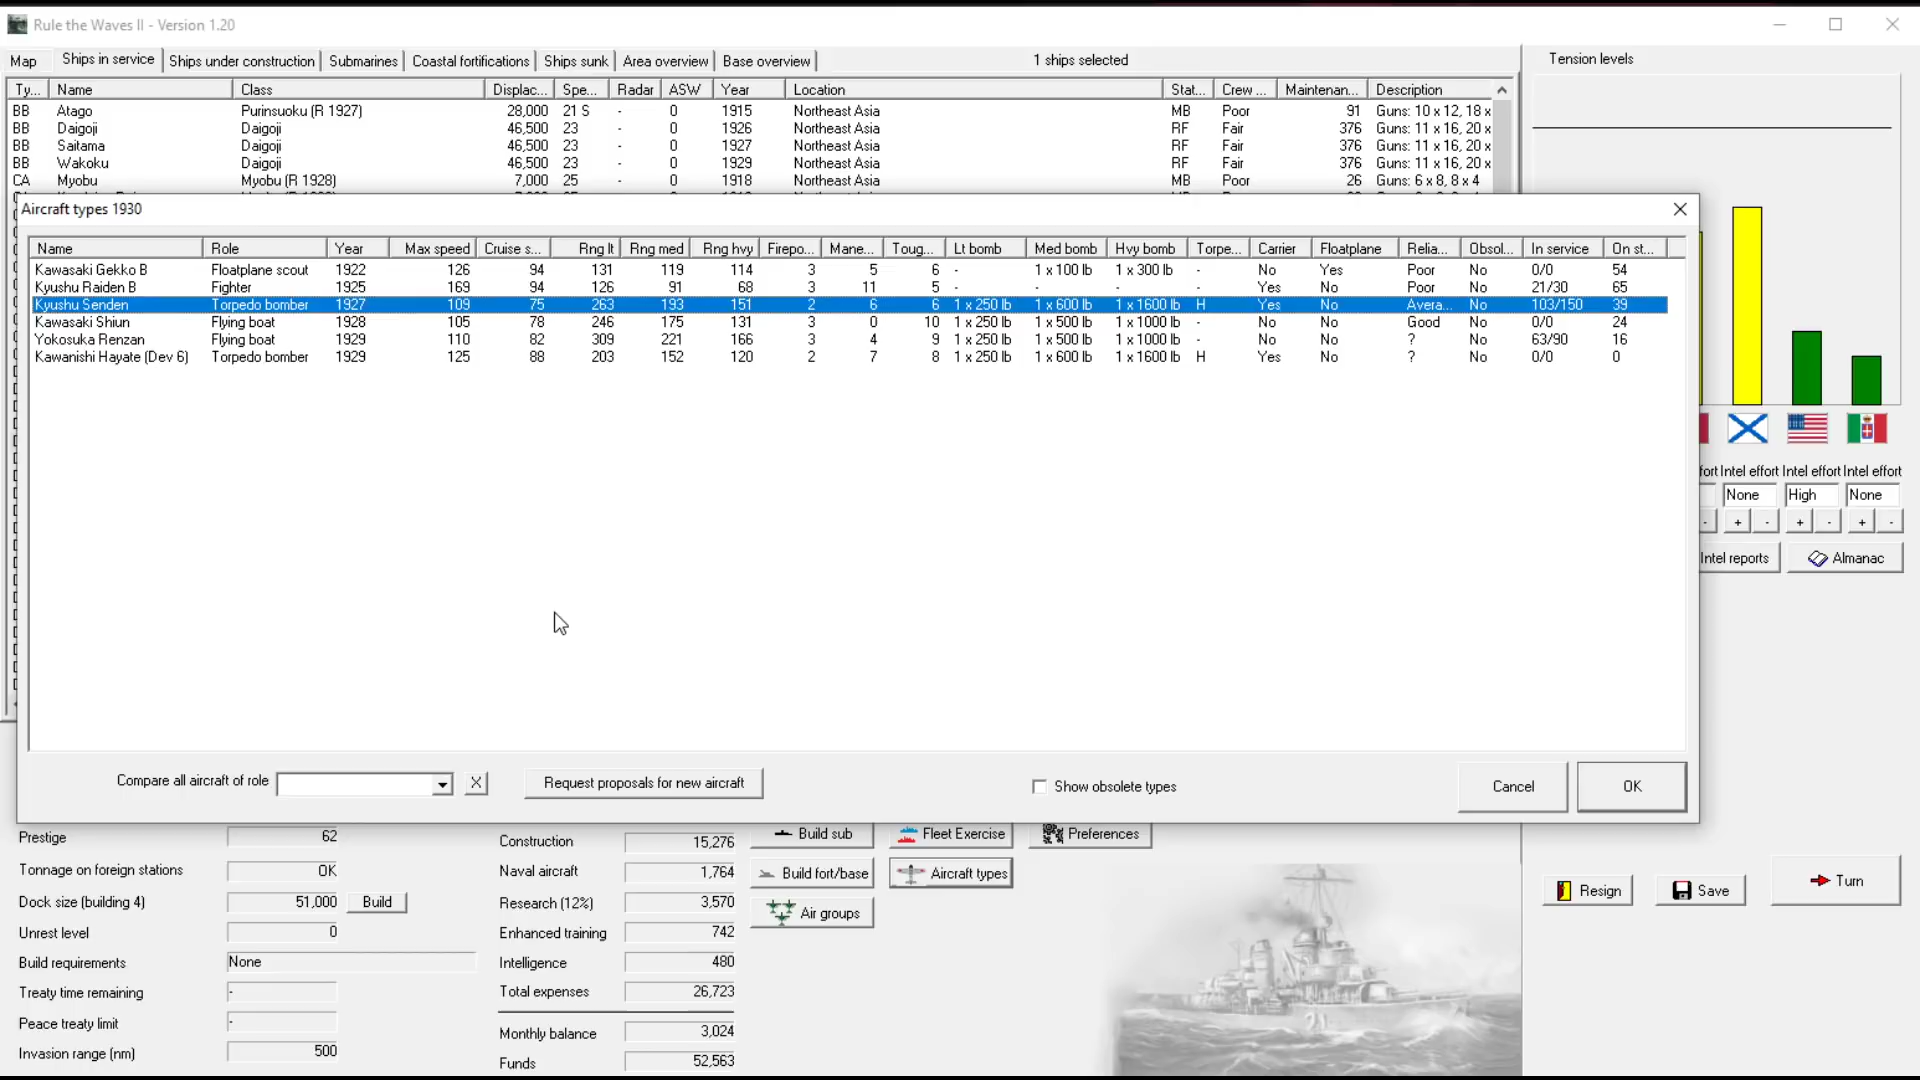 Rule the Waves II - Version 1.20
Map Ships in service Ships under construction Submarines Coastal fortifications Ships sunk Area overview Base overview 1 ships selected Tension levels
Ty... Name Class Displac... Spe... Radar ASW Year Location Stat... Crew ... Maintenan... Description
BB Atago Purinsuoku (R 1927) 28,000 21 S - 0 1915 Northeast Asia MB Poor 91 Guns: 10 x 12, 18 x
BB Daigoji Daigoji 46,500 23 - 0 1926 Northeast Asia RF Fair 376 Guns: 11 x 16, 20 x
BB Saitama Daigoji 46,500 23 - 0 1927 Northeast Asia RF Fair 376 Guns: 11 x 16, 20 x
BB Wakoku Daigoji 46,500 23 - 0 1929 Northeast Asia RF Fair 376 Guns: 11 x 16, 20 x
CA Myobu Myobu (R 1928) 7,000 25 - 0 1918 Northeast Asia MB Poor 26 Guns: 6 x 8, 8 x 4
Aircraft types 1930
Name Role Year Max speed Cruise s... Rng lt Rng med Rng hvy Firepo... Mane... Toug... Lt bomb Med bomb Hvy bomb Torpe... Carrier Floatplane Relia... Obsol... In service On st...
Kawasaki Gekko B Floatplane scout 1922 126 94 131 119 114 3 5 6 - 1 x 100 lb 1 x 300 lb - No Yes Poor No 0/0 54
Kyushu Raiden B Fighter 1925 169 94 126 91 68 3 11 5 - - - - Yes No Poor No 21/30 65
Kyushu Senden Torpedo bomber 1927 109 75 263 193 151 2 6 6 1 x 250 lb 1 x 600 lb 1 x 1600 lb H Yes No Avera... No 103/150 39
Kawasaki Shiun Flying boat 1928 105 78 246 175 131 3 0 10 1 x 250 lb 1 x 500 lb 1 x 1000 lb - No No Good No 0/0 24
Yokosuka Renzan Flying boat 1929 110 82 309 221 166 3 4 9 1 x 250 lb 1 x 500 lb 1 x 1000 lb - No No ? No 63/90 16
Kawanishi Hayate (Dev 6) Torpedo bomber 1929 125 88 203 152 120 2 7 8 1 x 250 lb 1 x 600 lb 1 x 1600 lb H Yes No ? No 0/0 0
ort Intel effort Intel effort Intel effort
None High None
- + - + - + -
Intel reports Almanac
Compare all aircraft of role X Request proposals for new aircraft Show obsolete types Cancel OK
Prestige 62 Construction 15,276 Build sub Fleet Exercise Preferences
Tonnage on foreign stations OK Naval aircraft 1,764 Build fort/base Aircraft types
Dock size (building 4) 51,000 Build Research (12%) 3,570 Air groups Resign Save Turn
Unrest level 0 Enhanced training 742
Build requirements None Intelligence 480
Treaty time remaining - Total expenses 26,723
Peace treaty limit - Monthly balance 3,024
Invasion range (nm) 500 Funds 52,563